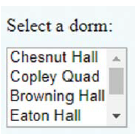 Select a dorm:
Chesnut Hall
Copley Quad
Browning Hall
Eaton Hall